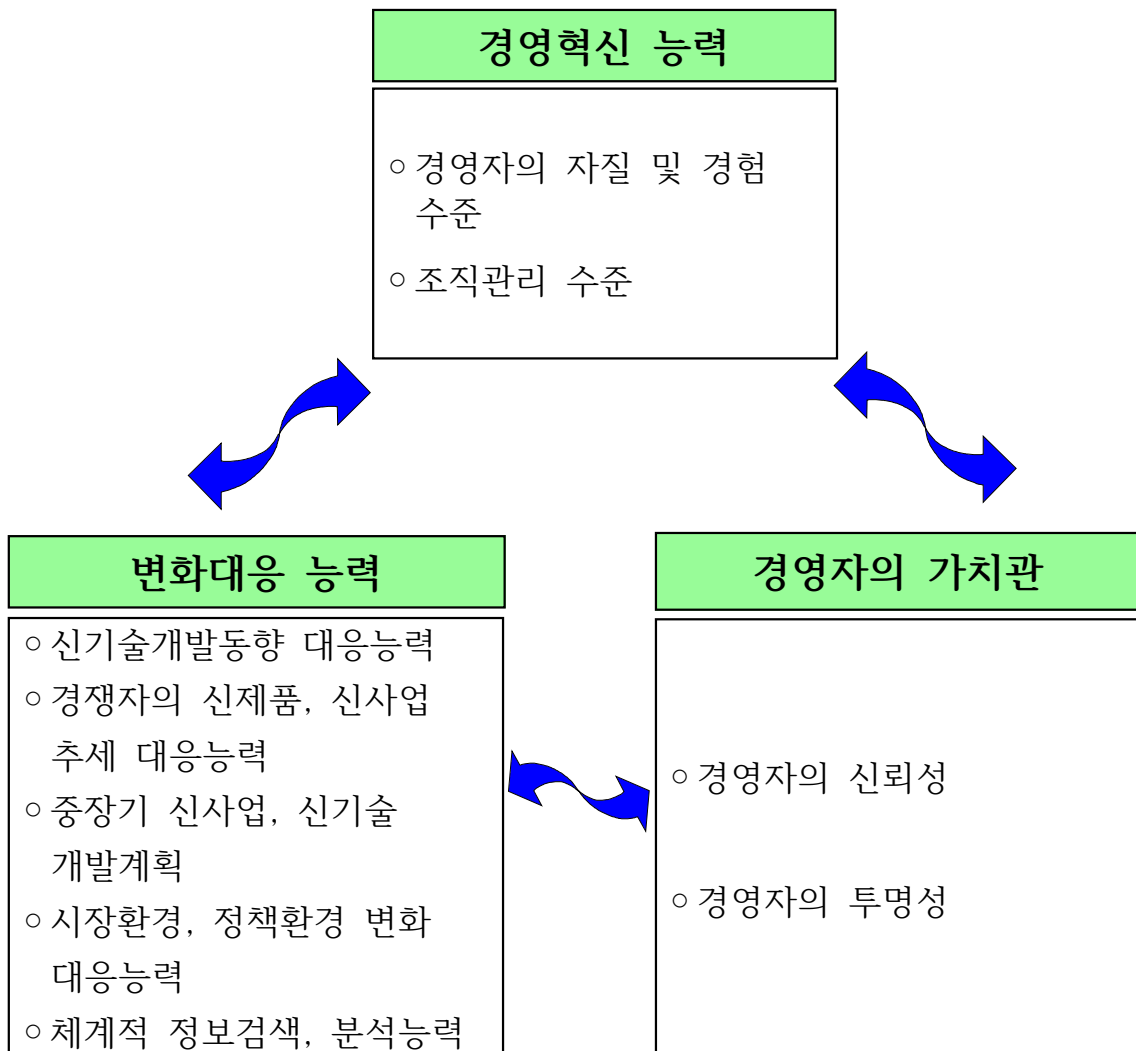 경영혁신 능력
○ 경영자의 자질 및 경험
수준
○ 조직관리 수준
변화대응 능력
○ 신기술개발동향 대응능력
○ 경쟁자의 신제품, 신사업
추세 대응능력
○ 중장기 신사업, 신기술
개발계획
○ 시장환경, 정책환경 변화
대응능력
○ 체계적 정보검색, 분석능력
경영자의 가치관
○ 경영자의 신뢰성
○ 경영자의 투명성